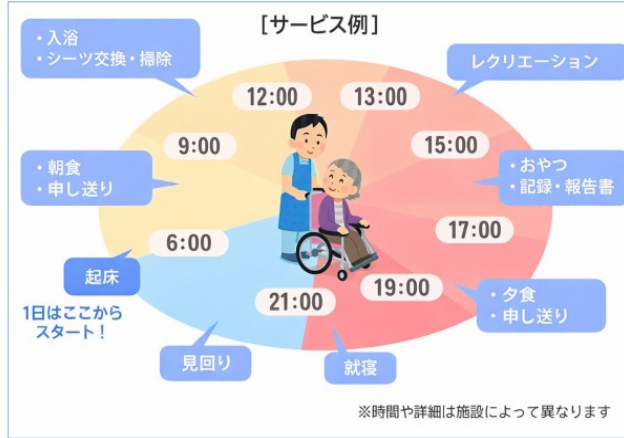 [サービス例]
・入浴
・シーツ交換・掃除
レクリエーション
12:00
13:00
9:00
15:00
・朝食
・申し送り
・おやつ
・記録・報告書
6:00
17:00
起床
21:00
19:00
1日はここから
スタート！
・夕食
・申し送り
見回り
就寝
※時間や詳細は施設によって異なります